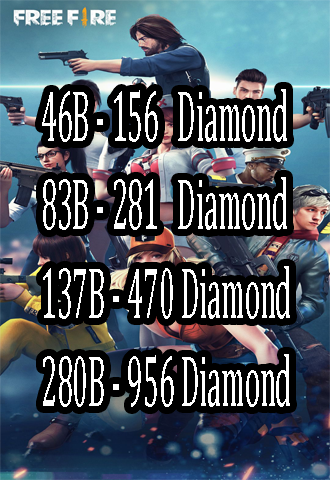 FREE FIRE
46B - 156 Diamond
83B - 281 Diamond
137B - 470 Diamond
280B - 956 Diamond